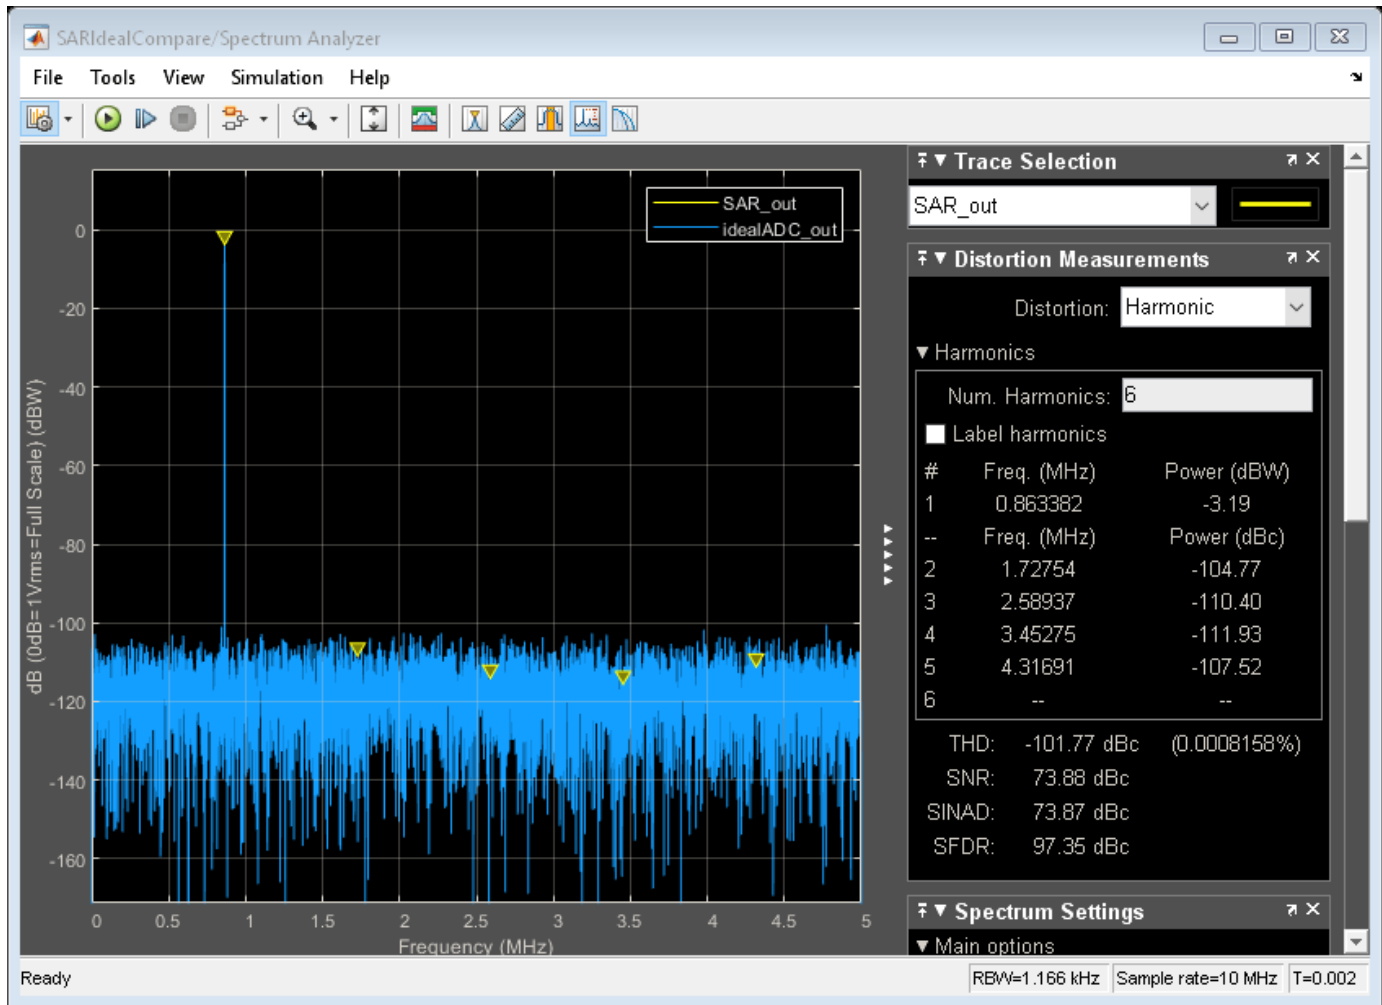 SARIdealCompare/Spectrum Analyzer
File Tools View Simulation Help
SAR_out
idealADC_out
dB (0dB=1Vrms=Full Scale) (dBW)
0
-20
-40
-60
-80
-100
-120
-140
-160
0 0.5 1 1.5 2 2.5 3 3.5 4 4.5 5
Frequency (MHz)
Trace Selection
SAR_out
Distortion Measurements
Distortion: Harmonic
Harmonics
Num. Harmonics: 6
Label harmonics
# Freq. (MHz) Power (dBW)
1 0.863382 -3.19
-- Freq. (MHz) Power (dBc)
2 1.72754 -104.77
3 2.58937 -110.40
4 3.45275 -111.93
5 4.31691 -107.52
6 -- --
THD: -101.77 dBc (0.0008158%)
SNR: 73.88 dBc
SINAD: 73.87 dBc
SFDR: 97.35 dBc
Spectrum Settings
Main options
Ready
RBW=1.166 kHz Sample rate=10 MHz T=0.002